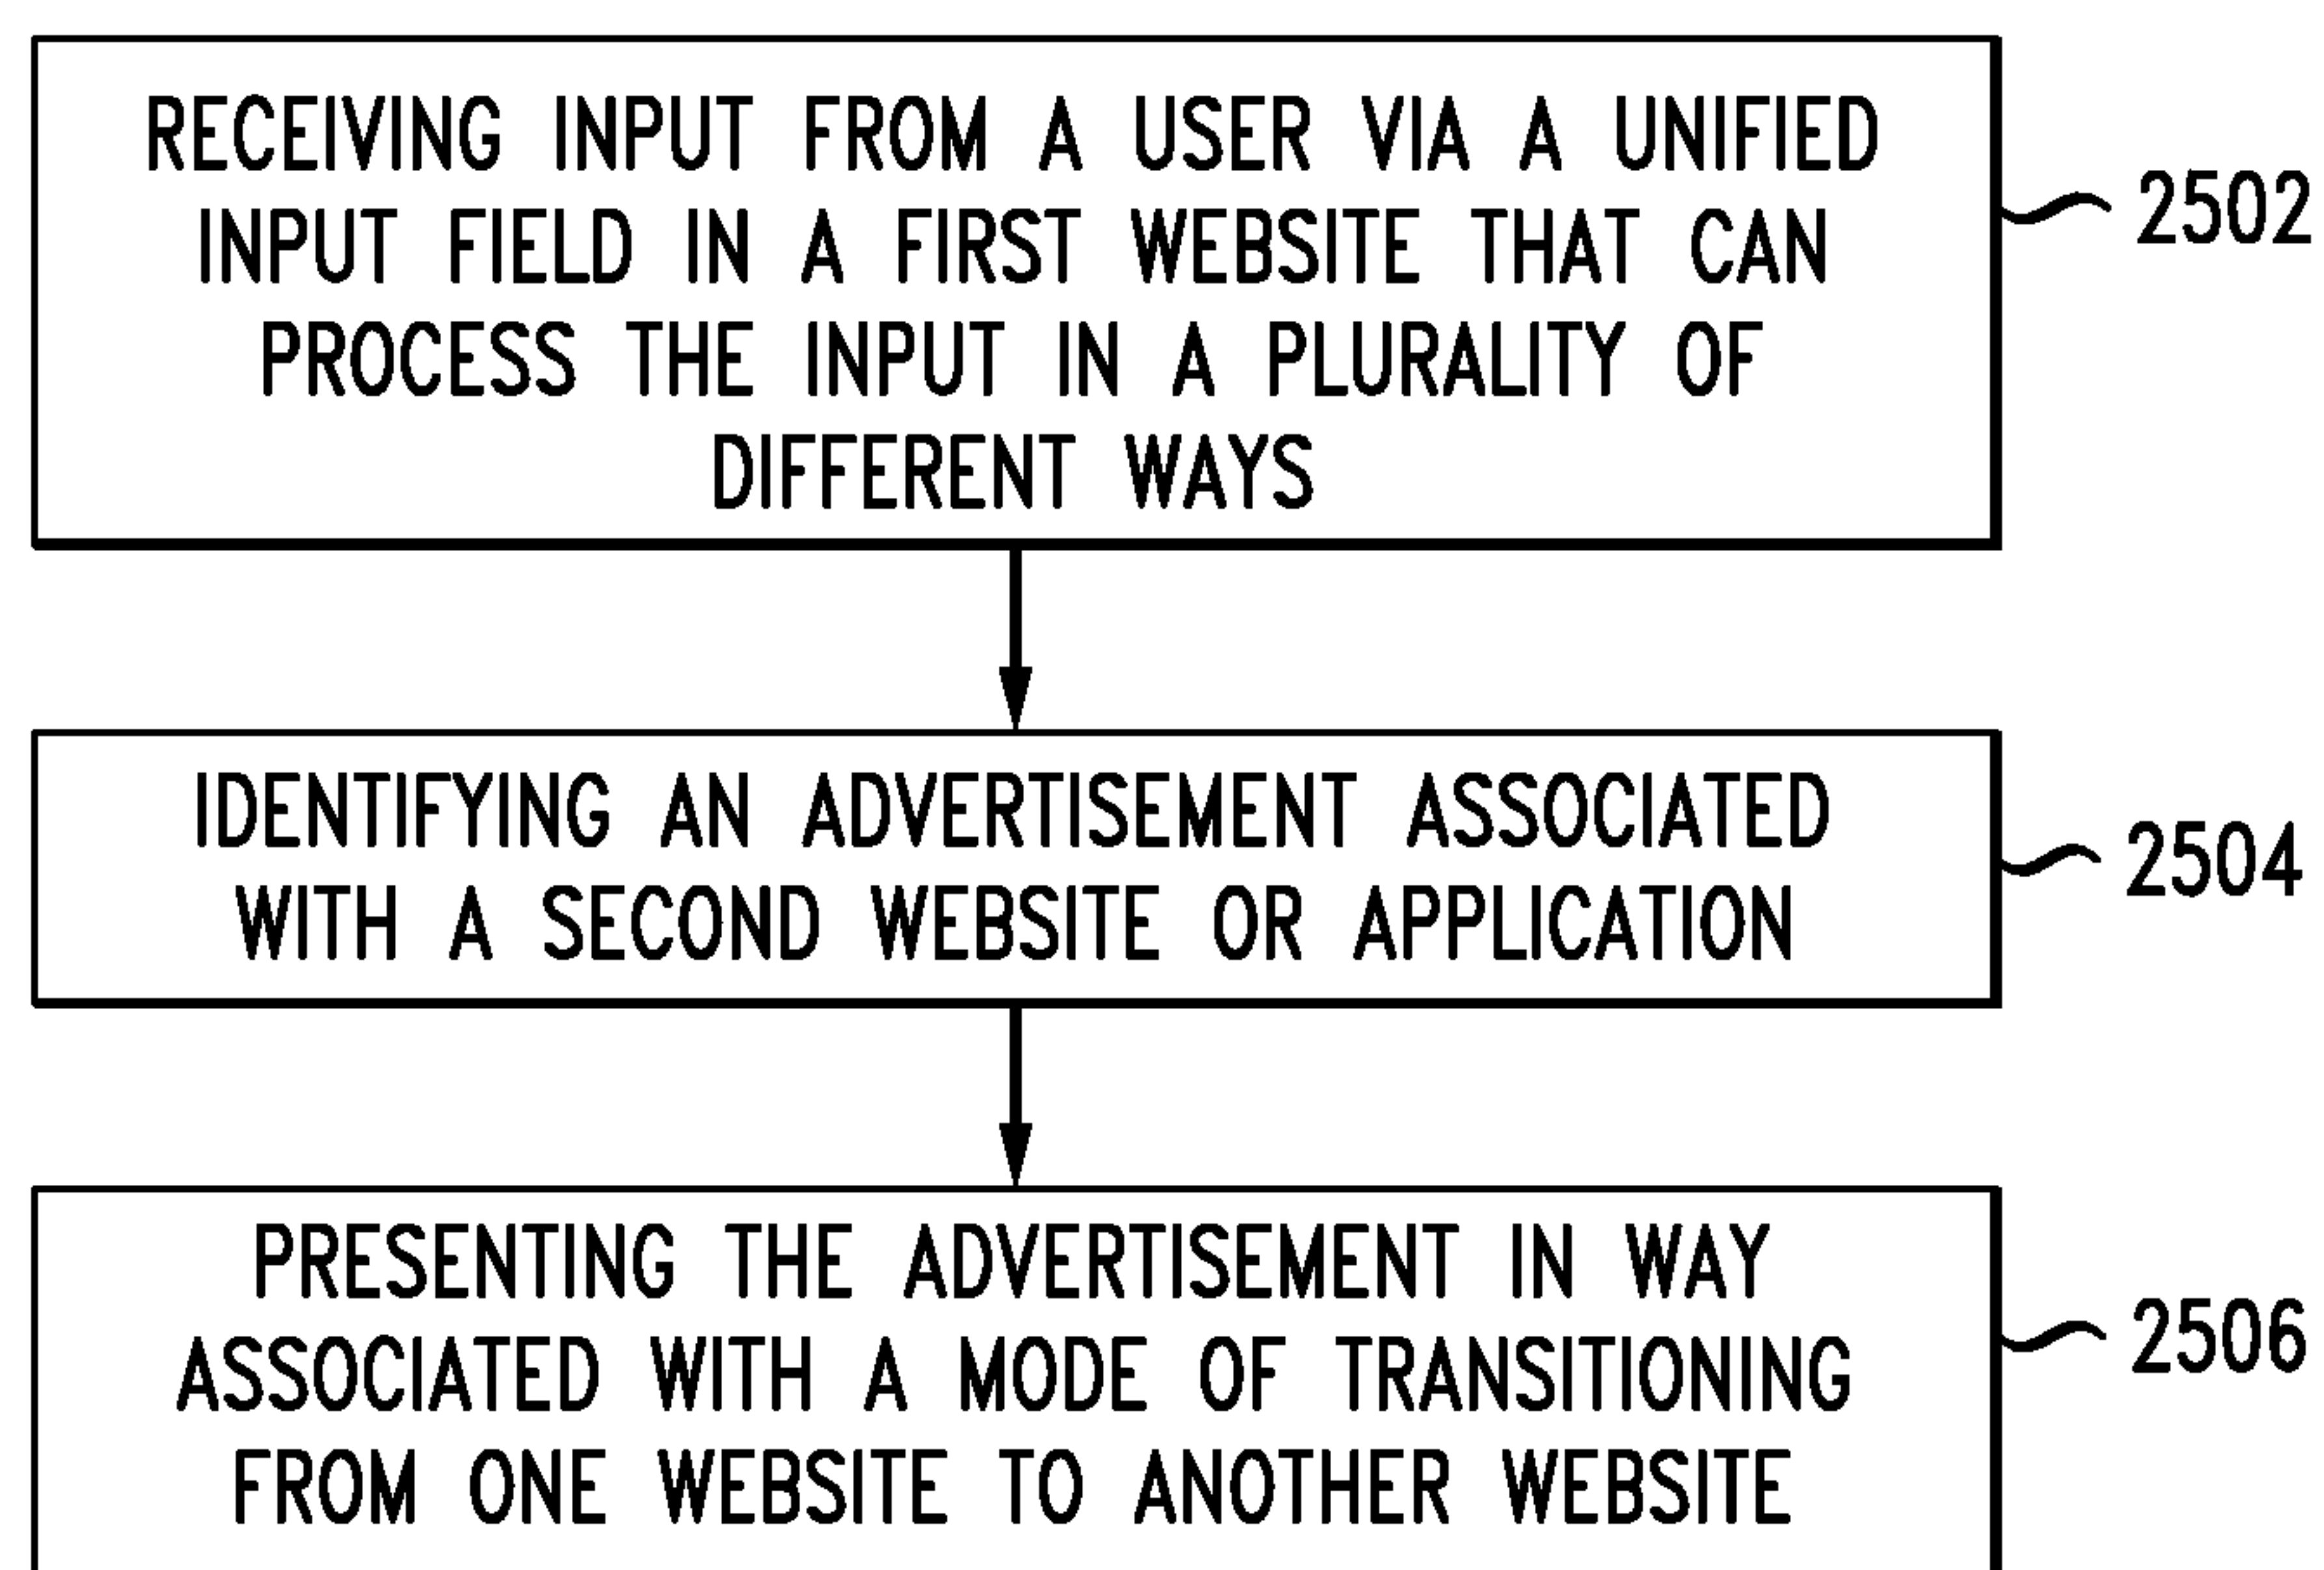 RECEIVING INPUT FROM A USER VIA A UNIFIED
INPUT FIELD IN A FIRST WEBSITE THAT CAN
PROCESS THE INPUT IN A PLURALITY OF
DIFFERENT WAYS
2502
IDENTIFYING AN ADVERTISEMENT ASSOCIATED
WITH A SECOND WEBSITE OR APPLICATION
2504
PRESENTING THE ADVERTISEMENT IN WAY
ASSOCIATED WITH A MODE OF TRANSITIONING
FROM ONE WEBSITE TO ANOTHER WEBSITE
2506